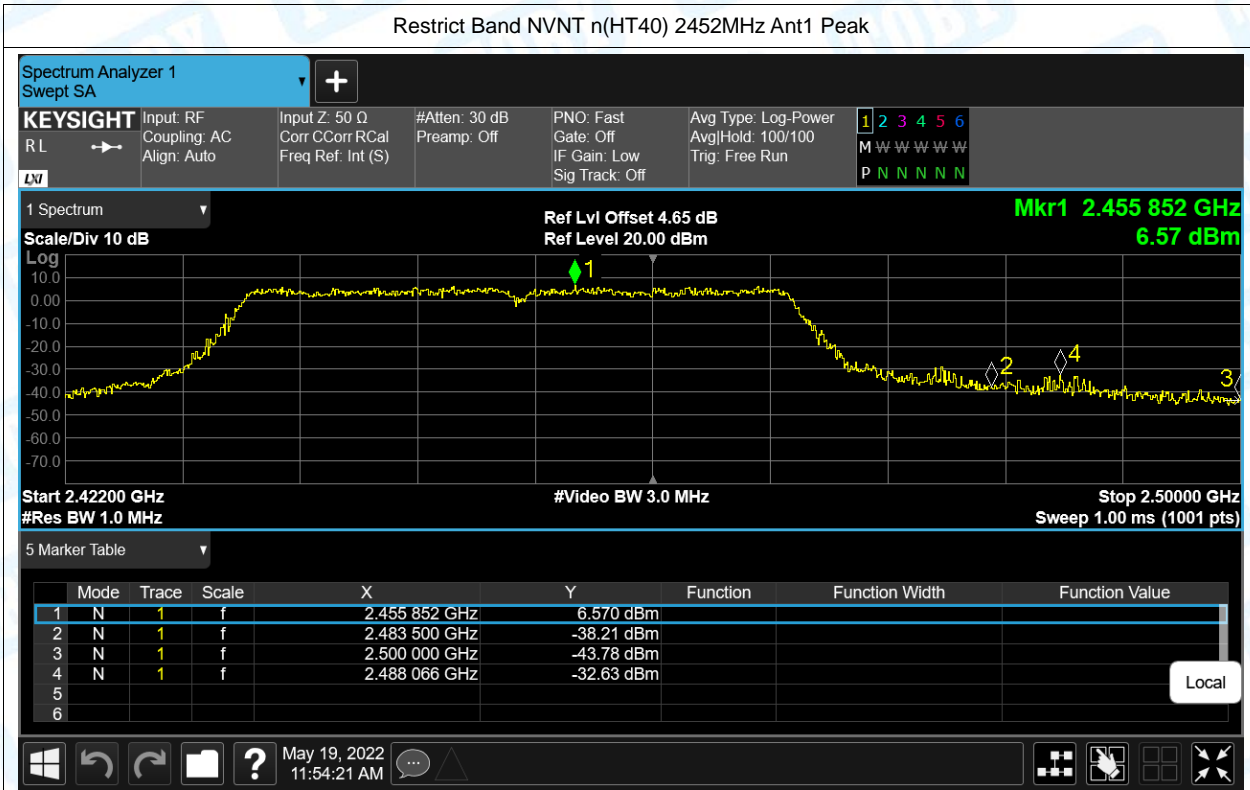 Restrict Band NVNT n(HT40) 2452MHz Ant1 Peak
Spectrum Analyzer 1
Swept SA
+
KEYSIGHT
RL
LXI
Input: RF
Coupling: AC
Align: Auto
Input Z: 50 Ω
Corr CCorr RCal
Freq Ref: Int (S)
#Atten: 30 dB
Preamp: Off
PNO: Fast
Gate: Off
IF Gain: Low
Sig Track: Off
Avg Type: Log-Power
Avg|Hold: 100/100
Trig: Free Run
1 2 3 4 5 6
M W W W W W
P N N N N N
1 Spectrum
Scale/Div 10 dB
Ref Lvl Offset 4.65 dB
Ref Level 20.00 dBm
Mkr1 2.455 852 GHz
6.57 dBm
Log
10.0
0.00
-10.0
-20.0
-30.0
-40.0
-50.0
-60.0
-70.0
1
2
4
3
Start 2.42200 GHz
#Video BW 3.0 MHz
Stop 2.50000 GHz
#Res BW 1.0 MHz
Sweep 1.00 ms (1001 pts)
5 Marker Table
Mode Trace Scale X Y Function Function Width Function Value
1 N 1 f 2.455 852 GHz 6.570 dBm
2 N 1 f 2.483 500 GHz -38.21 dBm
3 N 1 f 2.500 000 GHz -43.78 dBm
4 N 1 f 2.488 066 GHz -32.63 dBm
5
6
Local
?
May 19, 2022
11:54:21 AM